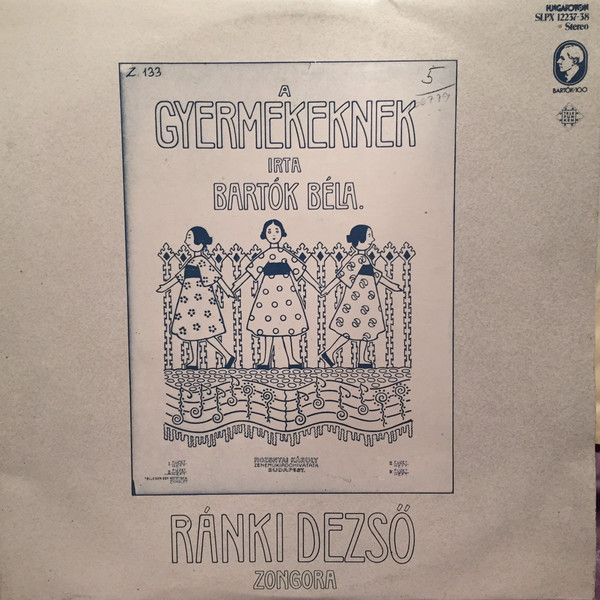 HUNGAROTON
SLPX 12237-38
Stereo
BARTÓK-100
Z. 133
5
A
GYERMEKEKNEK
IRTA
BARTÓK BÉLA.
ROZSNYAI KÁROLY
BUDAPEST.
RÁNKI DEZSŐ
ZONGORA